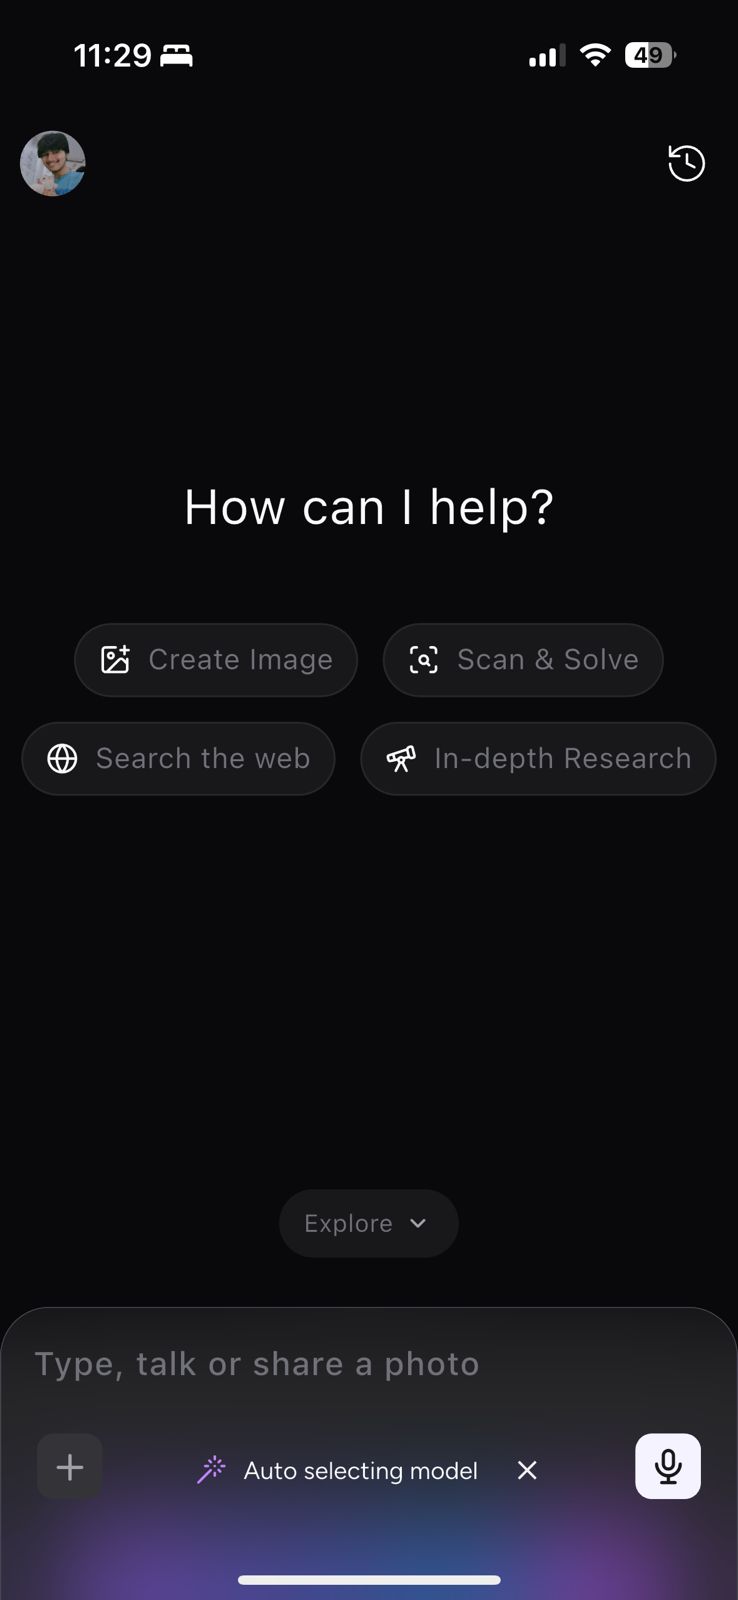 11:29
49
How can I help?
Create Image
Scan & Solve
Search the web
In-depth Research
Explore
Type, talk or share a photo
Auto selecting model